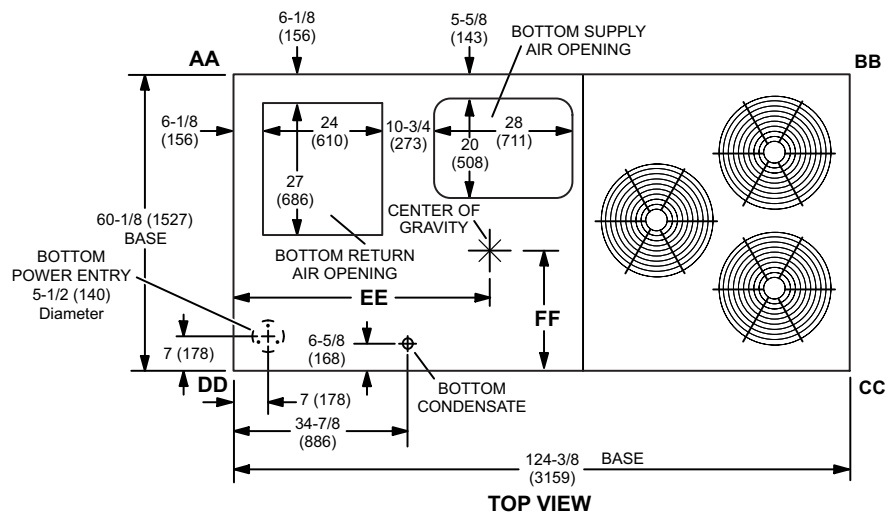 6-1/8
(156)
5-5/8
(143)
BOTTOM SUPPLY
AIR OPENING
AA
BB
6-1/8
(156)
24
(610)
10-3/4
(273)
28
(711)
20
(508)
27
(686)
60-1/8 (1527)
BASE
CENTER OF
GRAVITY
BOTTOM
POWER ENTRY
5-1/2 (140)
Diameter
BOTTOM RETURN
AIR OPENING
EE
FF
7 (178)
6-5/8
(168)
DD
7 (178)
BOTTOM
CONDENSATE
CC
34-7/8
(886)
124-3/8
(3159)
BASE
TOP VIEW